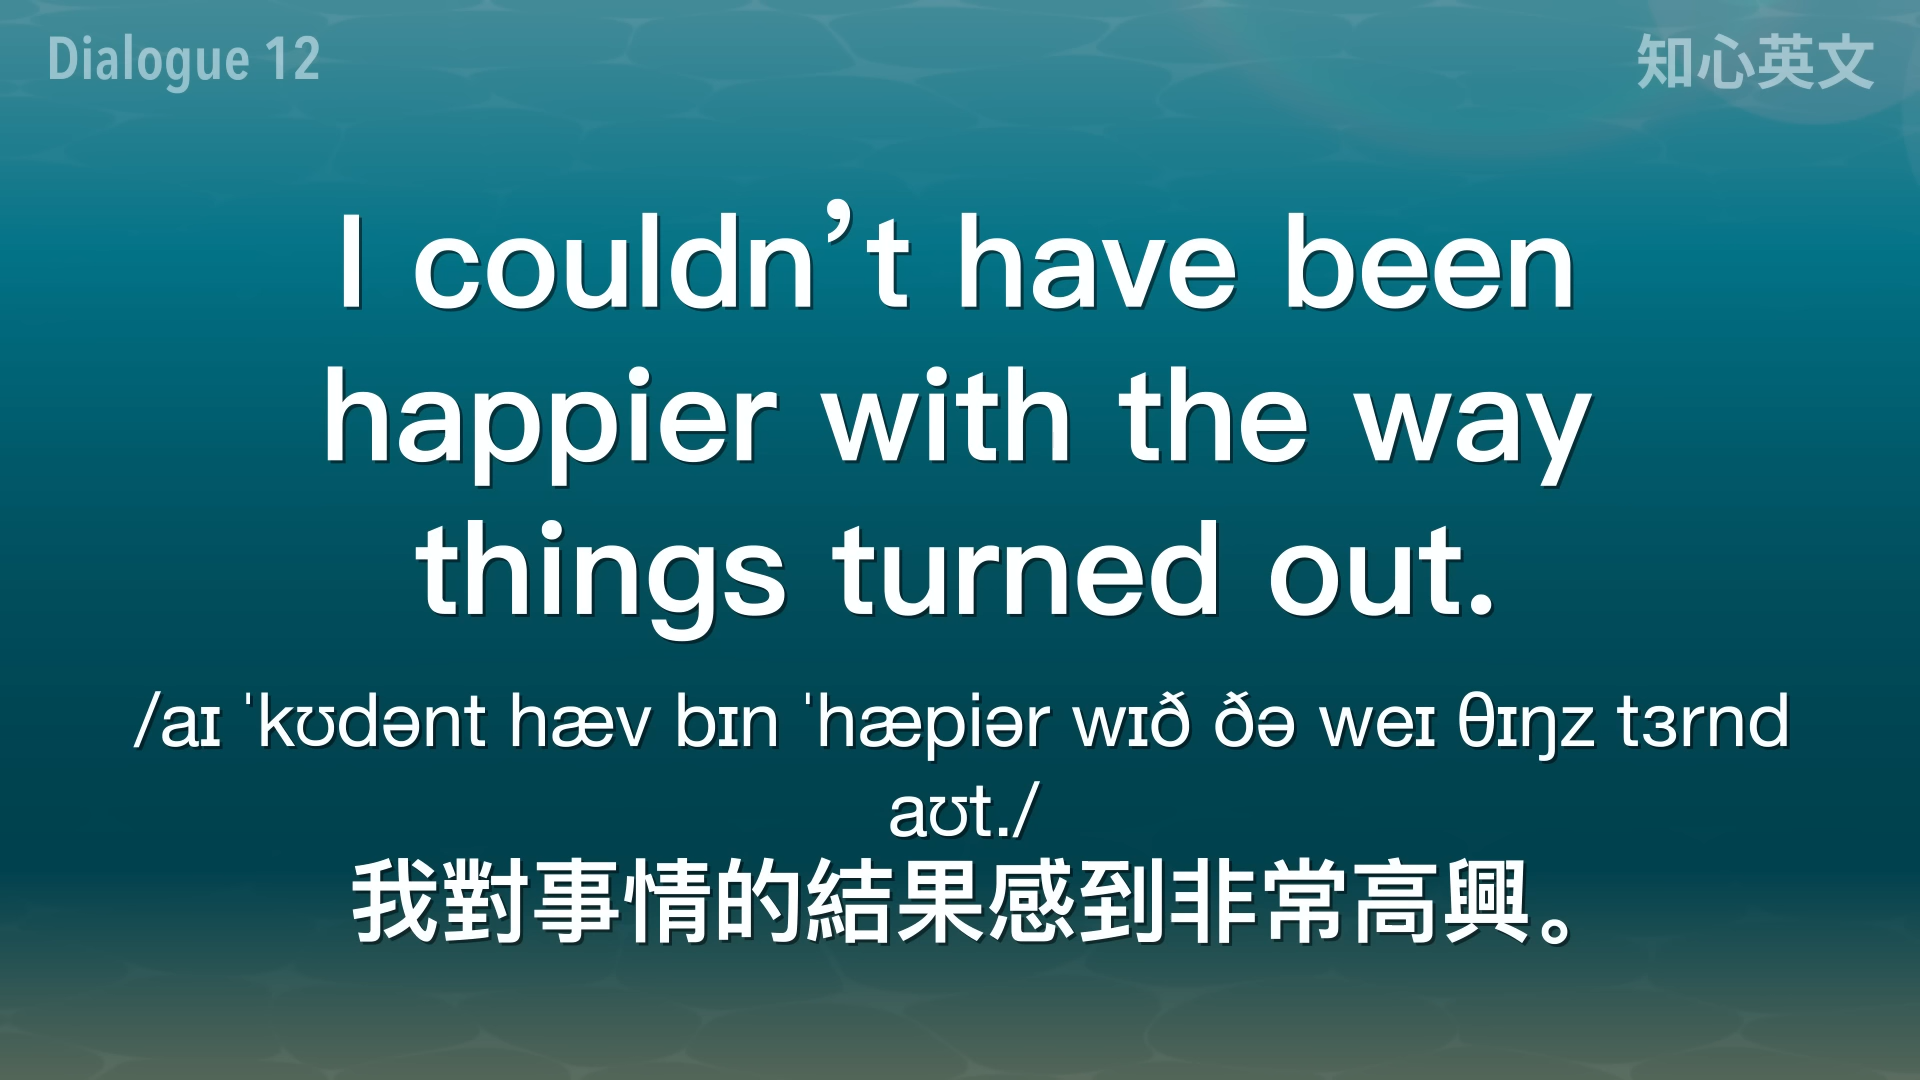 Dialogue 12
知心英文
I couldn’t have been
happier with the way
things turned out.
/aɪ ˈkʊdənt hæv bɪn ˈhæpiər wɪð ðə weɪ θɪŋz tɜrnd
aʊt./
我對事情的結果感到非常高興。